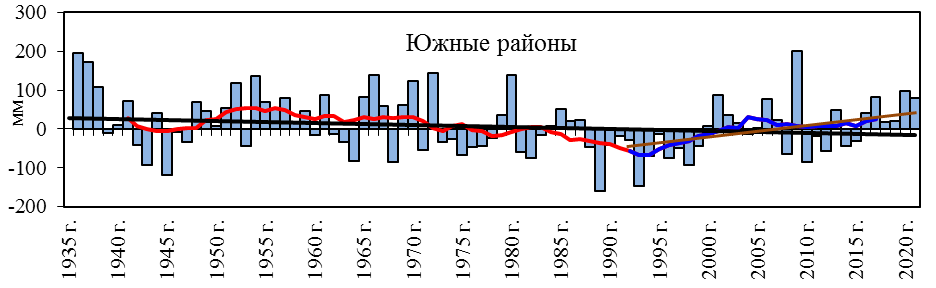 300
Южные районы
200
100
мм
0
-100
-200
1935 г.
1940 г.
1945 г.
1950 г.
1955 г.
1960 г.
1965 г.
1970 г.
1975 г.
1980 г.
1985 г.
1990 г.
1995 г.
2000 г.
2005 г.
2010 г.
2015 г.
2020 г.